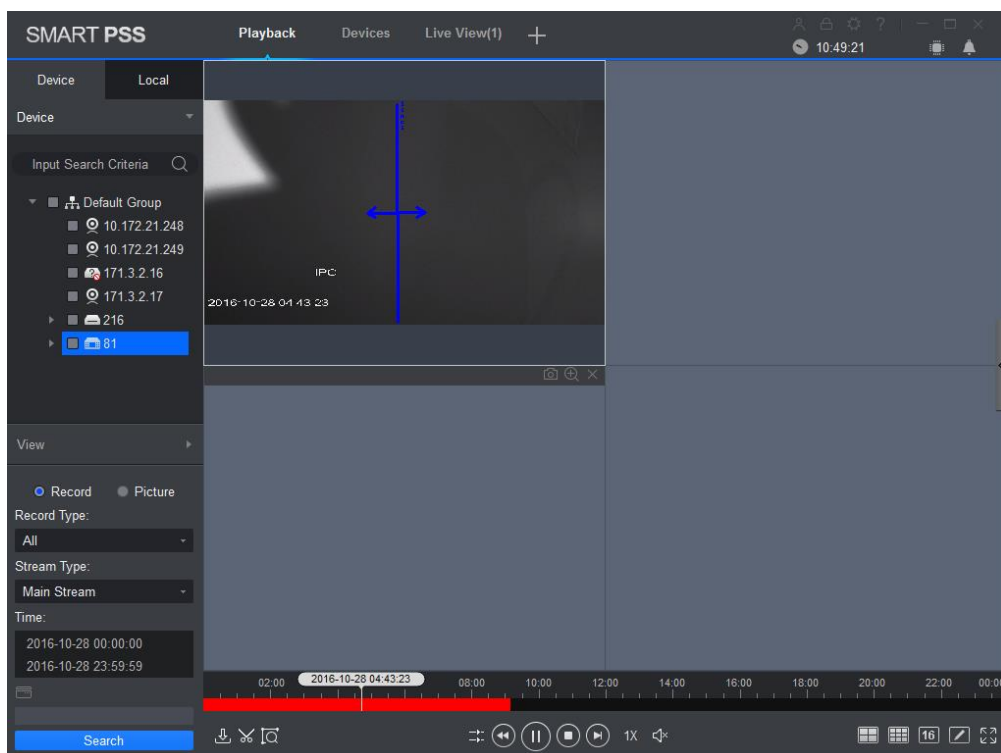 SMART PSS
Playback Devices Live View(1)
10:49:21
Device Local
Device
Input Search Criteria
Default Group
10.172.21.248
10.172.21.249
171.3.2.16
171.3.2.17
216
81
IPC
2016-10-28 04 43 23
View
Record Picture
Record Type:
All
Stream Type:
Main Stream
Time:
2016-10-28 00:00:00
2016-10-28 23:59:59
Search
02:00 2016-10-28 04:43:23 08:00 10:00 12:00 14:00 16:00 18:00 20:00 22:00 00:0
1X 16